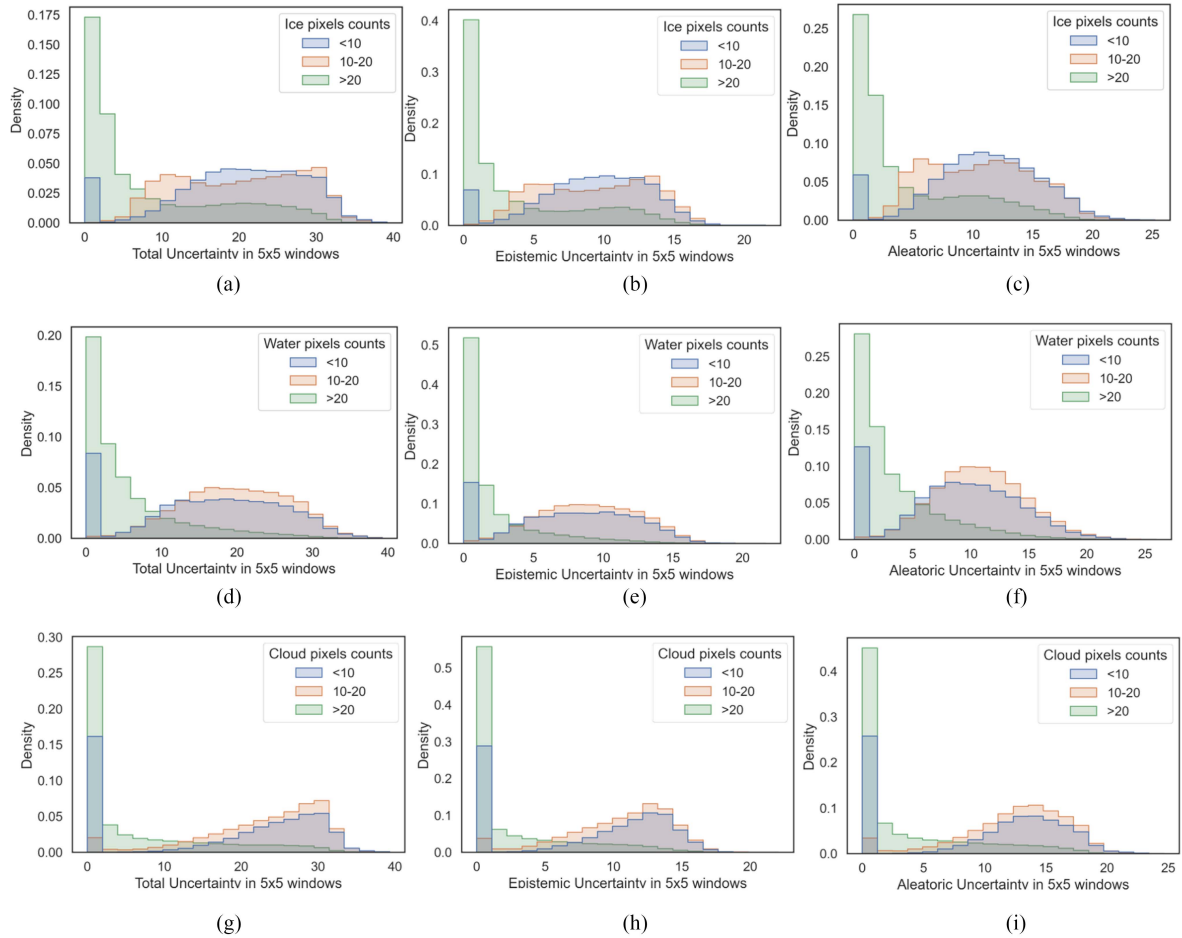 Ice pixels counts
<10
10-20
>20
Density
0.175
0.150
0.125
0.100
0.075
0.050
0.025
0.000
0 10 20 30 40
Total Uncertainty in 5x5 windows
(a)
Ice pixels counts
<10
10-20
>20
Density
0.4
0.3
0.2
0.1
0.0
0 5 10 15 20
Epistemic Uncertainty in 5x5 windows
(b)
Ice pixels counts
<10
10-20
>20
Density
0.25
0.20
0.15
0.10
0.05
0.00
0 5 10 15 20 25
Aleatoric Uncertainty in 5x5 windows
(c)
Water pixels counts
<10
10-20
>20
Density
0.20
0.15
0.10
0.05
0.00
0 10 20 30 40
Total Uncertainty in 5x5 windows
(d)
Water pixels counts
<10
10-20
>20
Density
0.5
0.4
0.3
0.2
0.1
0.0
0 5 10 15 20
Epistemic Uncertainty in 5x5 windows
(e)
Water pixels counts
<10
10-20
>20
Density
0.25
0.20
0.15
0.10
0.05
0.00
0 5 10 15 20 25
Aleatoric Uncertainty in 5x5 windows
(f)
Cloud pixels counts
<10
10-20
>20
Density
0.30
0.25
0.20
0.15
0.10
0.05
0.00
0 10 20 30 40
Total Uncertainty in 5x5 windows
(g)
Cloud pixels counts
<10
10-20
>20
Density
0.5
0.4
0.3
0.2
0.1
0.0
0 5 10 15 20
Epistemic Uncertainty in 5x5 windows
(h)
Cloud pixels counts
<10
10-20
>20
Density
0.4
0.3
0.2
0.1
0.0
0 5 10 15 20 25
Aleatoric Uncertainty in 5x5 windows
(i)